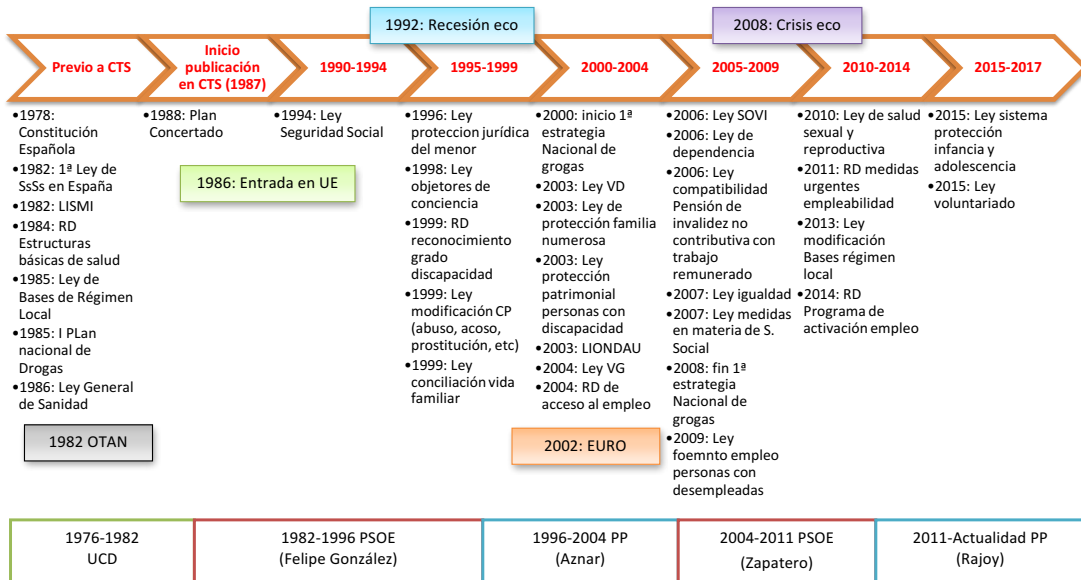 1992: Recesión eco
2008: Crisis eco
Previo a CTS
Inicio
publicación
en CTS (1987)
1990-1994
1995-1999
2000-2004
2005-2009
2010-2014
2015-2017
•1978:
Constitución
Española
•1982: 1ª Ley de
SsSs en España
•1982: LISMI
•1984: RD
Estructuras
básicas de salud
•1985: Ley de
Bases de Régimen
Local
•1985: I PLan
nacional de
Drogas
•1986: Ley General
de Sanidad
1982 OTAN
•1988: Plan
Concertado
1986: Entrada en UE
•1994: Ley
Seguridad Social
•1996: Ley
proteccion jurídica
del menor
•1998: Ley
objetores de
conciencia
•1999: RD
reconocimiento
grado
discapacidad
•1999: Ley
modificación CP
(abuso, acoso,
prostitución, etc)
•1999: Ley
conciliación vida
familiar
•2000: inicio 1ª
estrategia
Nacional de
grogas
•2003: Ley VD
•2003: Ley de
protección familia
numerosa
•2003: Ley
protección
patrimonial
personas con
discapacidad
•2003: LIONDAU
•2004: Ley VG
•2004: RD de
acceso al empleo
2002: EURO
•2006: Ley SOVI
•2006: Ley de
dependencia
•2006: Ley
compatibilidad
Pensión de
invalidez no
contributiva con
trabajo
remunerado
•2007: Ley igualdad
•2007: Ley medidas
en materia de S.
Social
•2008: fin 1ª
estrategia
Nacional de
grogas
•2009: Ley
foemnto empleo
personas con
desempleadas
•2010: Ley de salud
sexual y
reproductiva
•2011: RD medidas
urgentes
empleabilidad
•2013: Ley
modificación
Bases régimen
local
•2014: RD
Programa de
activación empleo
•2015: Ley sistema
protección
infancia y
adolescencia
•2015: Ley
voluntariado
1976-1982
UCD
1982-1996 PSOE
(Felipe González)
1996-2004 PP
(Aznar)
2004-2011 PSOE
(Zapatero)
2011-Actualidad PP
(Rajoy)